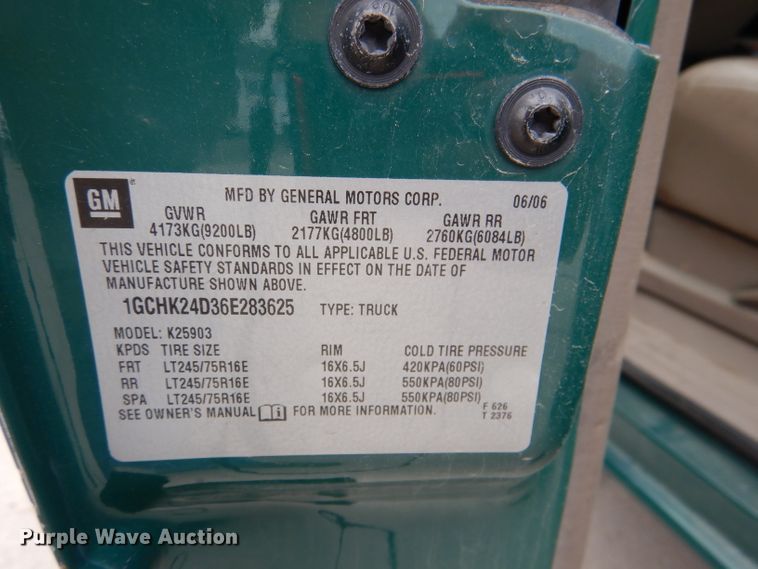 GM
MFD BY GENERAL MOTORS CORP. 06/06
GVWR GAWR FRT GAWR RR
4173KG(9200LB) 2177KG(4800LB) 2760KG(6084LB)
THIS VEHICLE CONFORMS TO ALL APPLICABLE U.S. FEDERAL MOTOR
VEHICLE SAFETY STANDARDS IN EFFECT ON THE DATE OF
MANUFACTURE SHOWN ABOVE.
1GCHK24D36E283625 TYPE: TRUCK
MODEL: K25903
KPDS TIRE SIZE RIM COLD TIRE PRESSURE
FRT LT245/75R16E 16X6.5J 420KPA(60PSI)
RR LT245/75R16E 16X6.5J 550KPA(80PSI)
SPA LT245/75R16E 16X6.5J 550KPA(80PSI)
SEE OWNER'S MANUAL FOR MORE INFORMATION.
F 626
T 2376
Purple Wave Auction